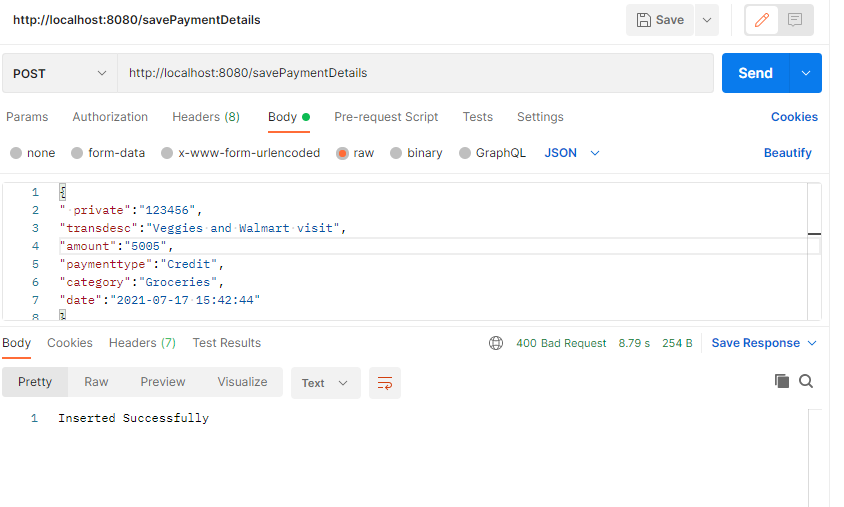 http://localhost:8080/savePaymentDetails
Save
POST
http://localhost:8080/savePaymentDetails
Send
Params Authorization Headers (8) Body Pre-request Script Tests Settings Cookies
none form-data x-www-form-urlencoded raw binary GraphQL JSON Beautify
1 {
2 " private":"123456",
3 "transdesc":"Veggies and Walmart visit",
4 "amount":"5005",
5 "paymenttype":"Credit",
6 "category":"Groceries",
7 "date":"2021-07-17 15:42:44"
8 }
Body Cookies Headers (7) Test Results 400 Bad Request 8.79 s 254 B Save Response
Pretty Raw Preview Visualize Text
1 Inserted Successfully